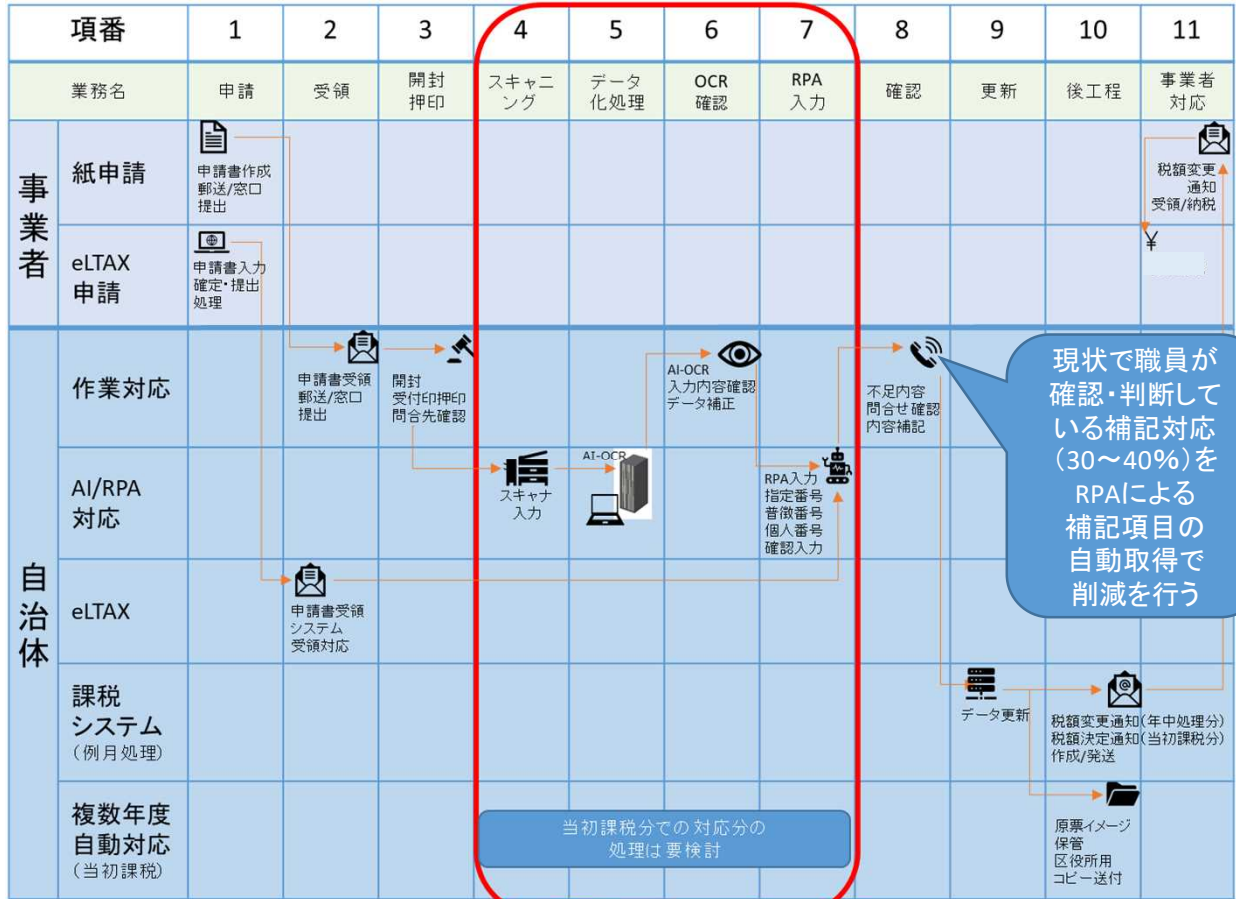 項番
1
2
3
4
5
6
7
8
9
10
11
業務名
申請
受領
開封
押印
スキャニ
ング
データ
化処理
OCR
確認
RPA
入力
確認
更新
後工程
事業者
対応
事業者
紙申請
申請書作成
郵送/窓口
提出
税額変更
通知
受領/納税
eLTAX
申請
申請書入力
確定・提出
処理
¥
自治体
作業対応
申請書受領
郵送/窓口
提出
開封
受付印押印
問合先確認
AI-OCR
入力内容確認
データ補正
不足内容
問合せ確認
内容補記
現状で職員が
確認・判断して
いる補記対応
(30~40%)を
RPAによる
補記項目の
自動取得で
削減を行う
AI/RPA
対応
スキャナ
入力
AI-OCR
RPA入力
指定番号
普徴番号
個人番号
確認入力
eLTAX
申請書受領
システム
受領対応
課税
システム
(例月処理)
データ更新
@
税額変更通知(年中処理分)
税額決定通知(当初課税分)
作成/発送
複数年度
自動対応
(当初課税)
当初課税分での対応分の
処理は要検討
原票イメージ
保管
区役所用
コピー送付